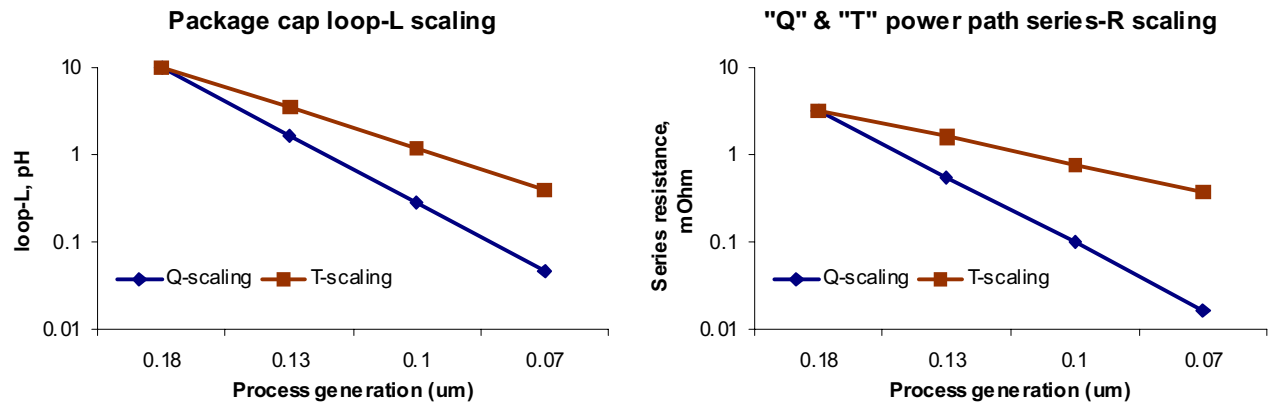 Package cap loop-L scaling
loop-L, pH
10
1
0.1
0.01
Q-scaling
T-scaling
0.18
0.13
0.1
0.07
Process generation (um)
"Q" & "T" power path series-R scaling
Series resistance,
mOhm
10
1
0.1
0.01
Q-scaling
T-scaling
0.18
0.13
0.1
0.07
Process generation (um)